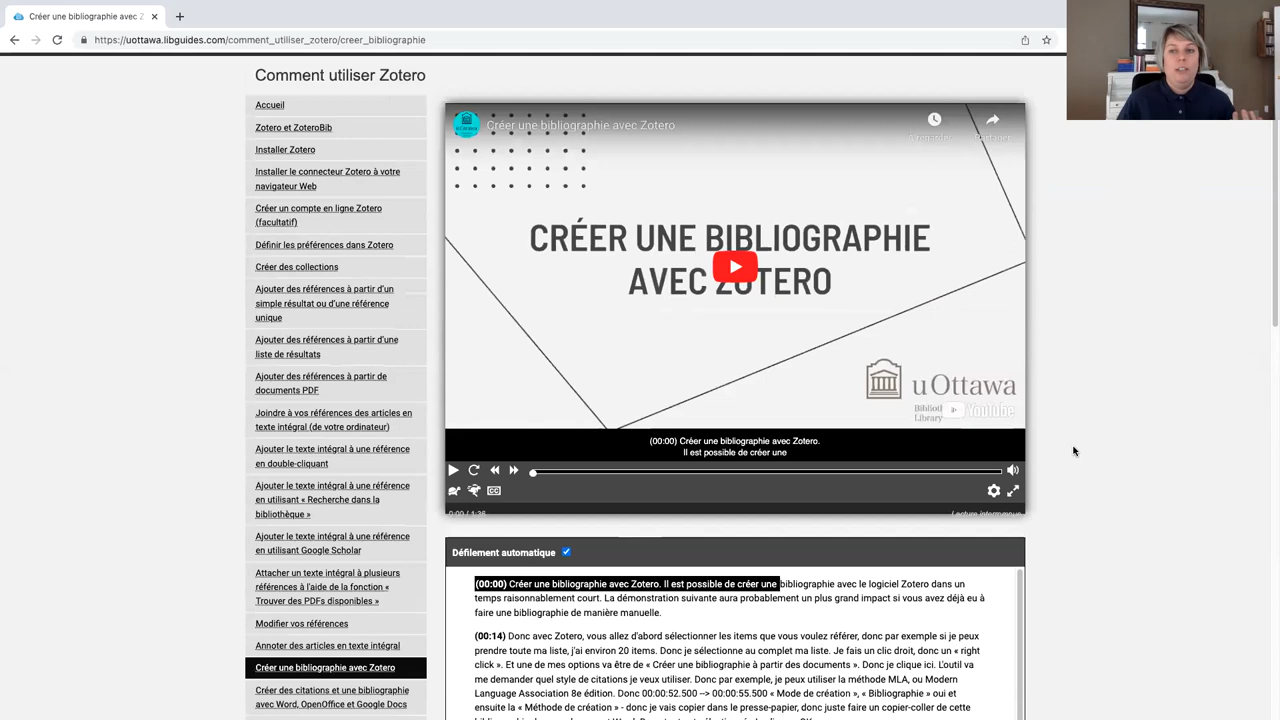 Créer une bibliographie avec Z
https://uottawa.libguides.com/comment_utiliser_zotero/creer_bibliographie
Comment utiliser Zotero
Accueil
Zotero et ZoteroBib
Installer Zotero
Installer le connecteur Zotero à votre
navigateur Web
Créer un compte en ligne Zotero
(facultatif)
Définir les préférences dans Zotero
Créer des collections
Ajouter des références à partir d'un
simple résultat ou d'une référence
unique
Ajouter des références à partir d'une
liste de résultats
Ajouter des références à partir de
documents PDF
Joindre à vos références des articles en
texte intégral (de votre ordinateur)
Ajouter le texte intégral à une référence
en double-cliquant
Ajouter le texte intégral à une référence
en utilisant « Recherche dans la
bibliothèque »
Ajouter le texte intégral à une référence
en utilisant Google Scholar
Attacher un texte intégral à plusieurs
références à l'aide de la fonction «
Trouver des PDFs disponibles »
Modifier vos références
Annoter des articles en texte intégral
Créer une bibliographie avec Zotero
Créer des citations et une bibliographie
avec Word, OpenOffice et Google Docs
uOttawa
Créer une bibliographie avec Zotero
À regarder
Partager
CRÉER UNE BIBLIOGRAPHIE
AVEC ZOTERO
uOttawa
Library
YouTube
(00:00) Créer une bibliographie avec Zotero.
Il est possible de créer une
CC
0:00 / 1:36
Lecture interrompue
Défilement automatique
(00:00) Créer une bibliographie avec Zotero. Il est possible de créer une bibliographie avec le logiciel Zotero dans un
temps raisonnablement court. La démonstration suivante aura probablement un plus grand impact si vous avez déjà eu à
faire une bibliographie de manière manuelle.
(00:14) Donc avec Zotero, vous allez d'abord sélectionner les items que vous voulez référer, donc par exemple si je peux
prendre toute ma liste, j'ai environ 20 items. Donc je sélectionne au complet ma liste. Je fais un clic droit, donc un « right
click ». Et une de mes options va être de « Créer une bibliographie à partir des documents ». Donc je clique ici. L'outil va
me demander quel style de citations je veux utiliser. Donc par exemple, je peux utiliser la méthode MLA, ou Modern
Language Association 8e édition. Donc 00:00:52.500 --> 00:00:55.500 « Mode de création », « Bibliographie » oui et
ensuite la « Méthode de création » - donc je vais copier dans le presse-papier, donc juste faire un copier-coller de cette